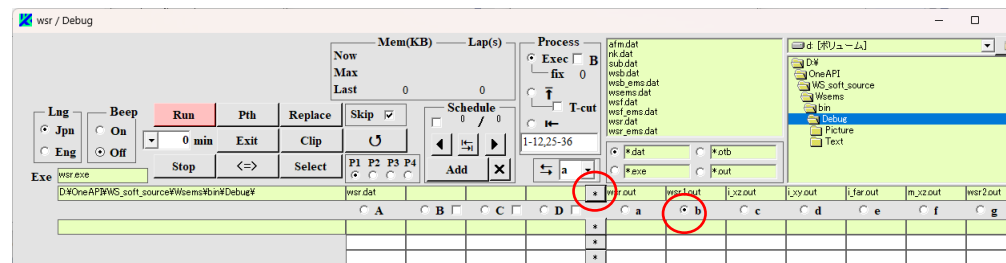 wsr / Debug
Mem(KB) Lap(s)
Now
Max
Last 0 0
Process
Exec B
fix 0
T-cut
1-12,25-36
a
afm.dat
nk.dat
sub.dat
wsb.dat
wsb_ems.dat
wsems.dat
wsf.dat
wsf_ems.dat
wsr.dat
wsr_ems.dat
*.dat *.otb
*.exe *.out
d: [ボリューム]
D:¥
OneAPI
WS_soft_source
Wsems
bin
Debug
Picture
Text
Lng Beep
Jpn On
Eng Off
Run Pth Replace Skip
0 min Exit Clip
Stop <=> Select P1 P2 P3 P4
Schedule
0 / 0
Add
Exe wsr.exe
D:¥OneAPI¥WS_soft_source¥Wsems¥bin¥Debug¥ wsr.dat * wsr.out wsr1.out i_xz.out i_xy.out i_far.out m_xz.out wsr2.out
A B C D a b c d e f g
*
*
*